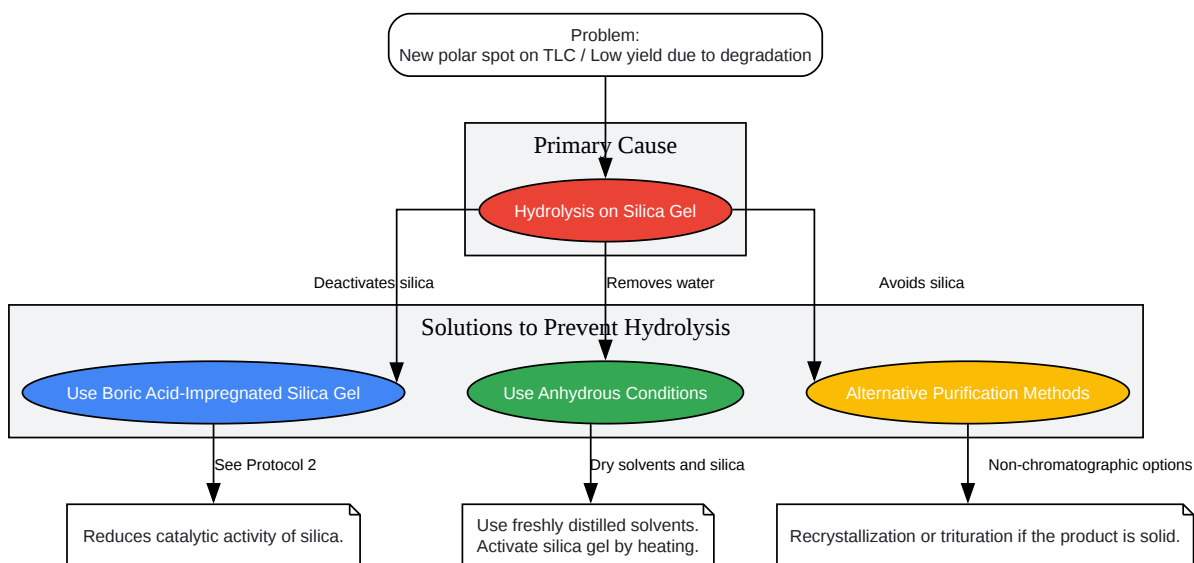 Problem:
New polar spot on TLC / Low yield due to degradation
Primary Cause
Hydrolysis on Silica Gel
Deactivates silica
Removes water
Avoids silica
Solutions to Prevent Hydrolysis
Use Boric Acid-Impregnated Silica Gel
Use Anhydrous Conditions
Alternative Purification Methods
See Protocol 2
Dry solvents and silica
Non-chromatographic options
Reduces catalytic activity of silica.
Use freshly distilled solvents.
Activate silica gel by heating.
Recrystallization or trituration if the product is solid.